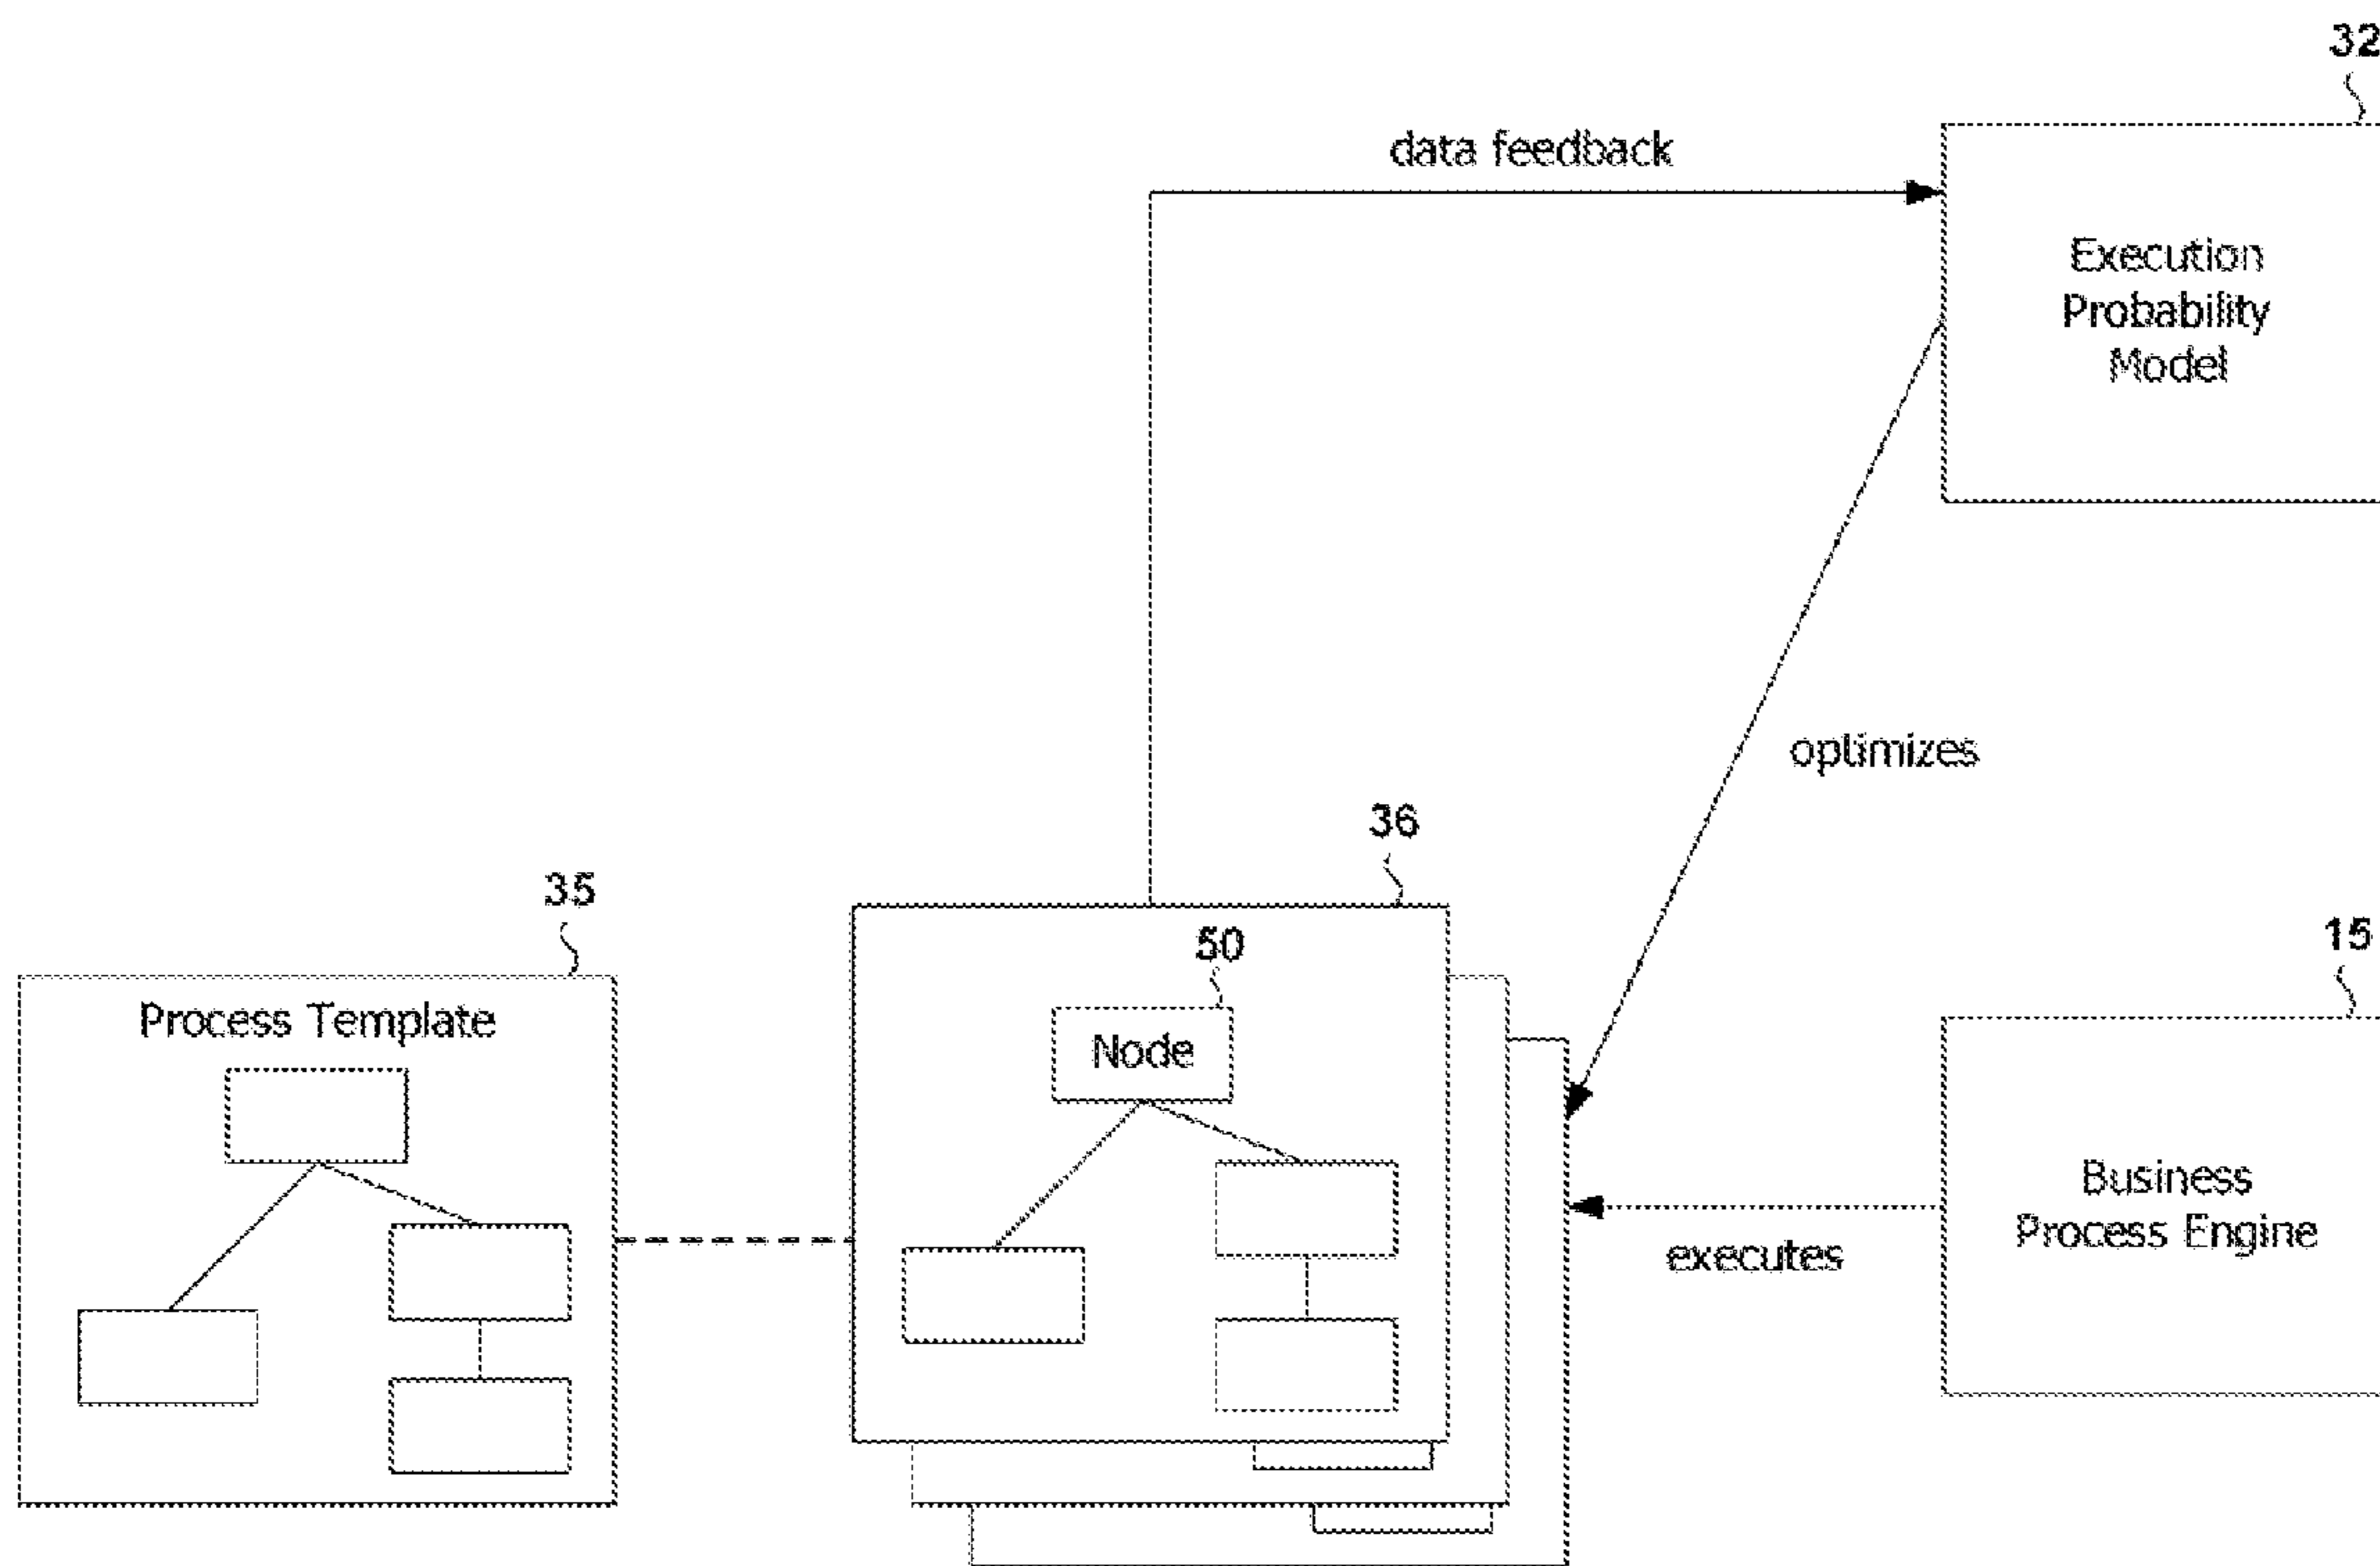 32
data feedback
Execution
Probability
Model
optimizes
36
35
50
15
Process Template
Node
Business
Process Engine
executes